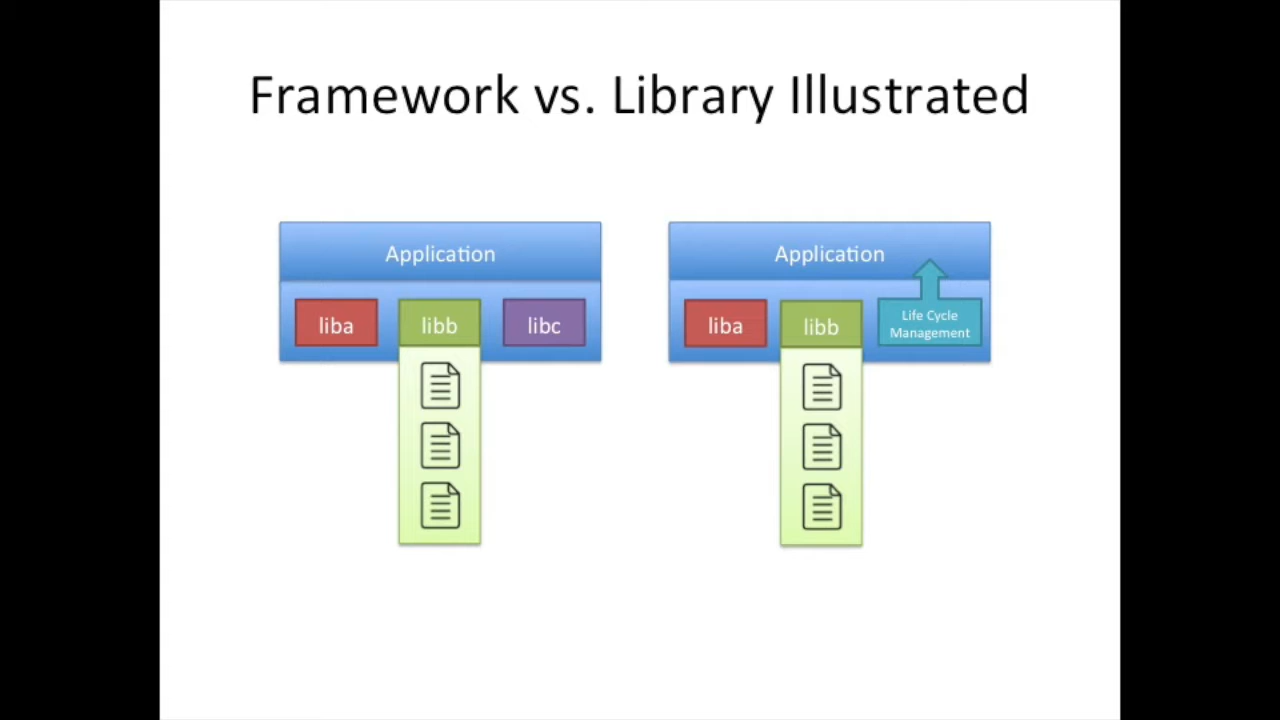 Framework vs. Library Illustrated
Application
liba
libb
libc
Application
liba
libb
Life Cycle
Management